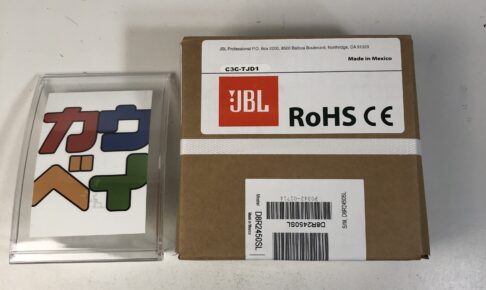 カウ
ベイ
JBL Professional P.O. Box 2200, 8500 Balboa Boulevard, Northridge, CA 91329
Made in Mexico
C3C-TJD1
JBL
RoHS CE
Model
D8R2450SL
Made in Mexico
D8R2450SL